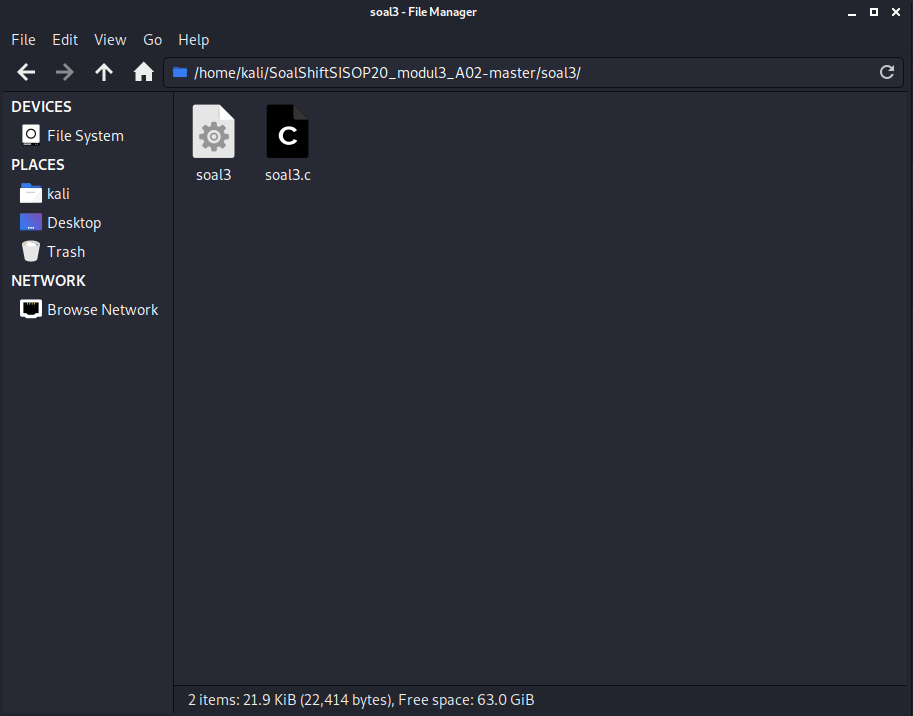 soal3 - File Manager
File Edit View Go Help
/home/kali/SoalShiftSISOP20_modul3_A02-master/soal3/
DEVICES
File System
PLACES
kali
Desktop
Trash
NETWORK
Browse Network
C
soal3 soal3.c
2 items: 21.9 KiB (22,414 bytes), Free space: 63.0 GiB